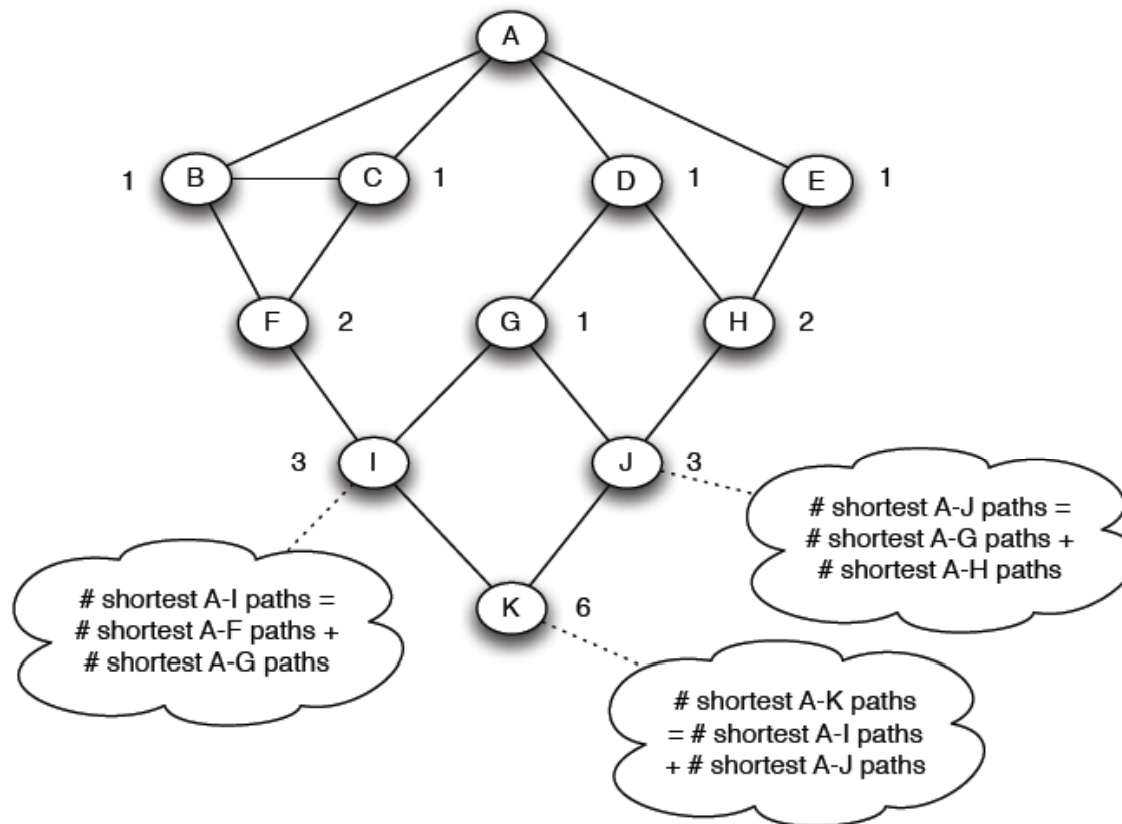 A
1 B C 1 D 1 E 1
F 2 G 1 H 2
3 I J 3
# shortest A-J paths =
# shortest A-G paths +
# shortest A-H paths
# shortest A-I paths =
# shortest A-F paths +
# shortest A-G paths
K 6
# shortest A-K paths
= # shortest A-I paths
+ # shortest A-J paths